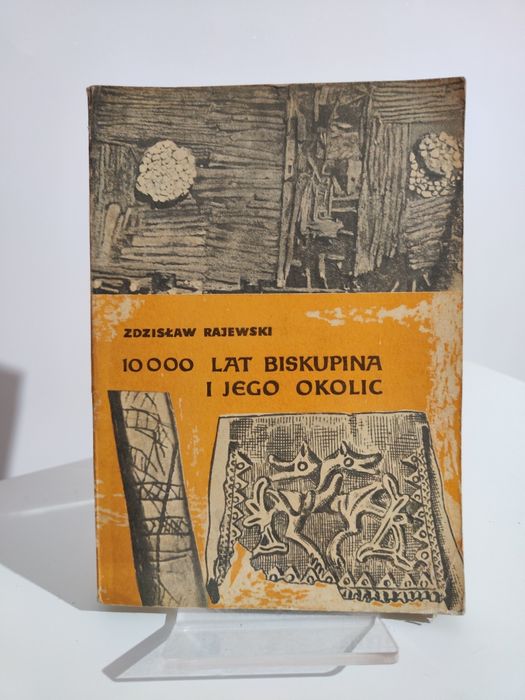 ZDZISŁAW RAJEWSKI
10 000 LAT BISKUPINA
I JEGO OKOLIC